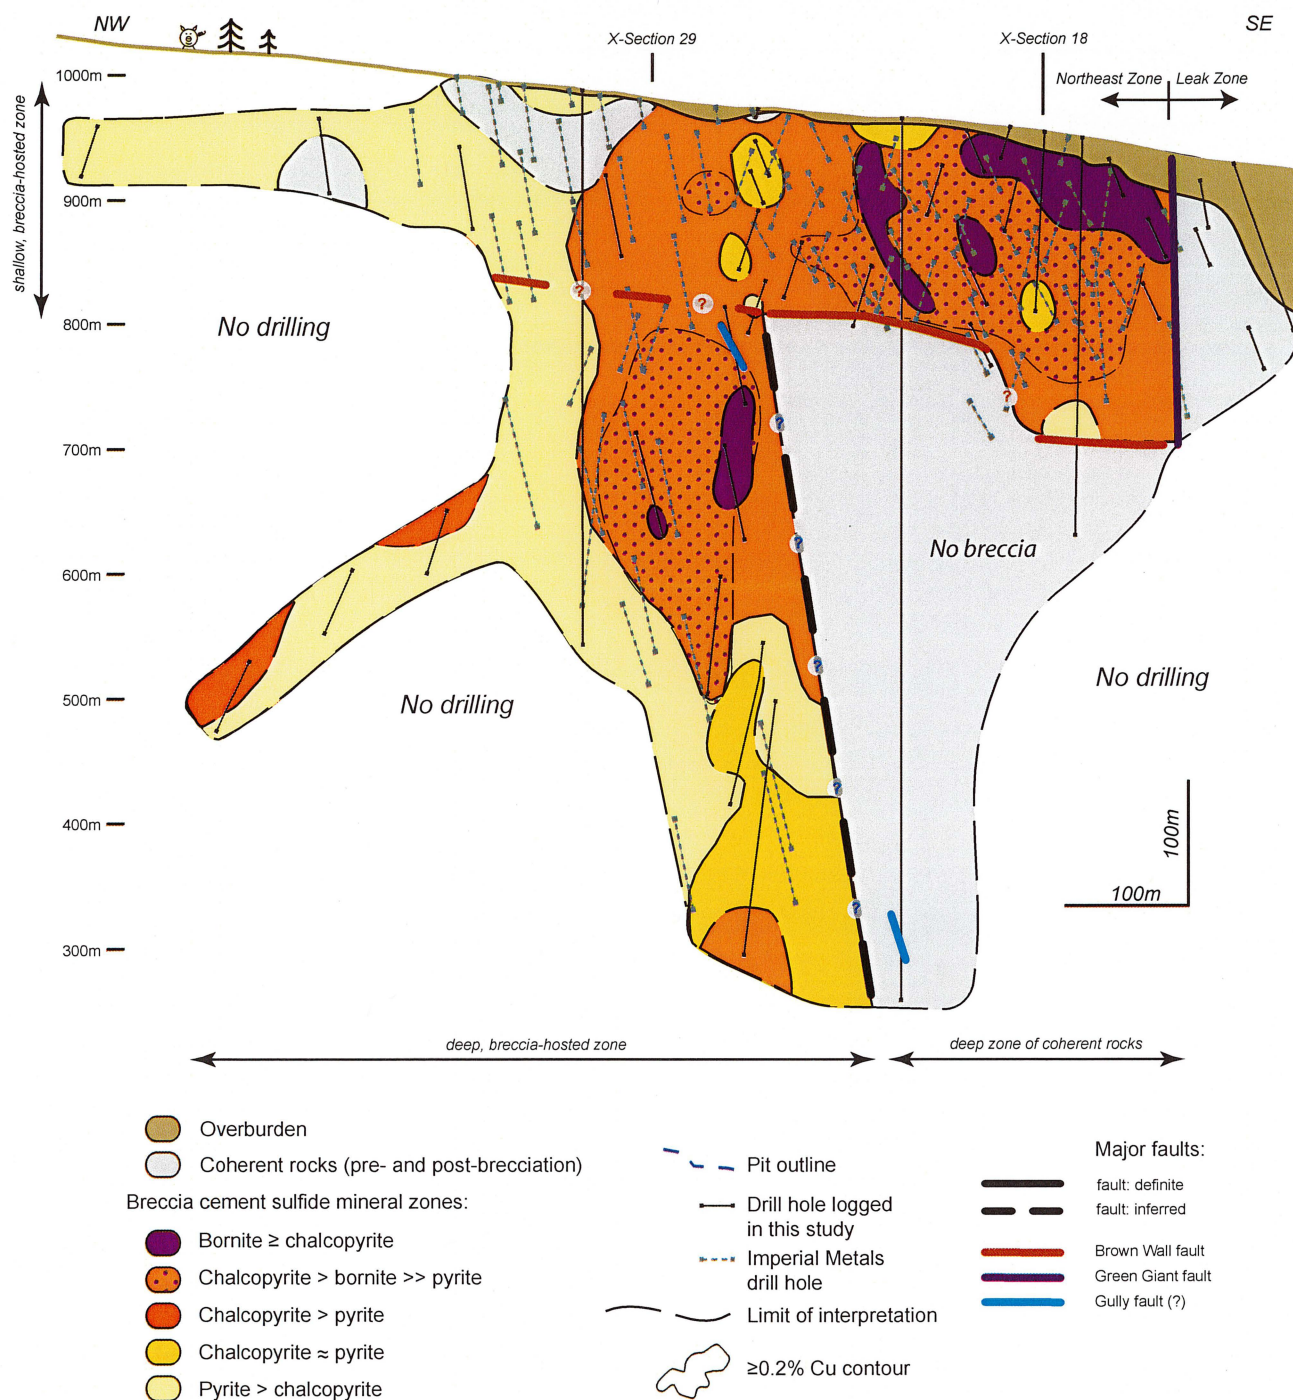 NW
SE
X-Section 29
X-Section 18
Northeast Zone
Leak Zone
shallow, breccia-hosted zone
1000m
900m
800m
700m
600m
500m
400m
300m
No drilling
No breccia
No drilling
No drilling
?
?
?
?
?
?
?
?
100m
100m
deep, breccia-hosted zone
deep zone of coherent rocks
Overburden
Coherent rocks (pre- and post-brecciation)
Breccia cement sulfide mineral zones:
Bornite ≥ chalcopyrite
Chalcopyrite > bornite >> pyrite
Chalcopyrite > pyrite
Chalcopyrite ≈ pyrite
Pyrite > chalcopyrite
Pit outline
Drill hole logged
in this study
Imperial Metals
drill hole
Limit of interpretation
≥0.2% Cu contour
Major faults:
fault: definite
fault: inferred
Brown Wall fault
Green Giant fault
Gully fault (?)